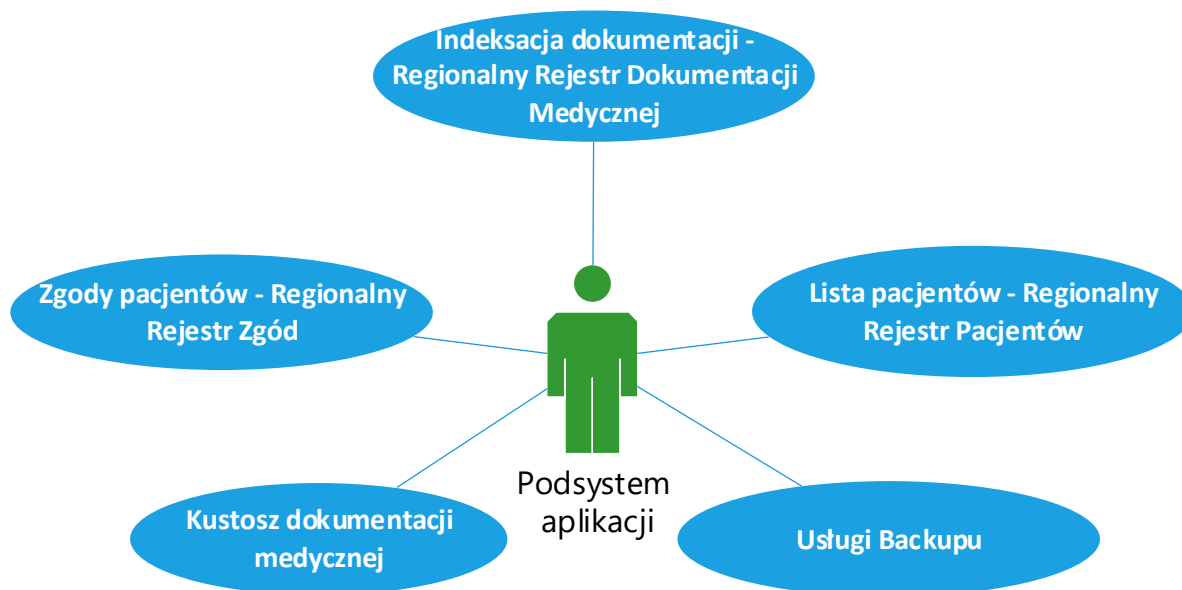 Indeksacja dokumentacji -
Regionalny Rejestr Dokumentacji
Medycznej
Zgody pacjentów - Regionalny
Rejestr Zgód
Lista pacjentów - Regionalny
Rejestr Pacjentów
Podsystem
aplikacji
Kustosz dokumentacji
medycznej
Usługi Backupu